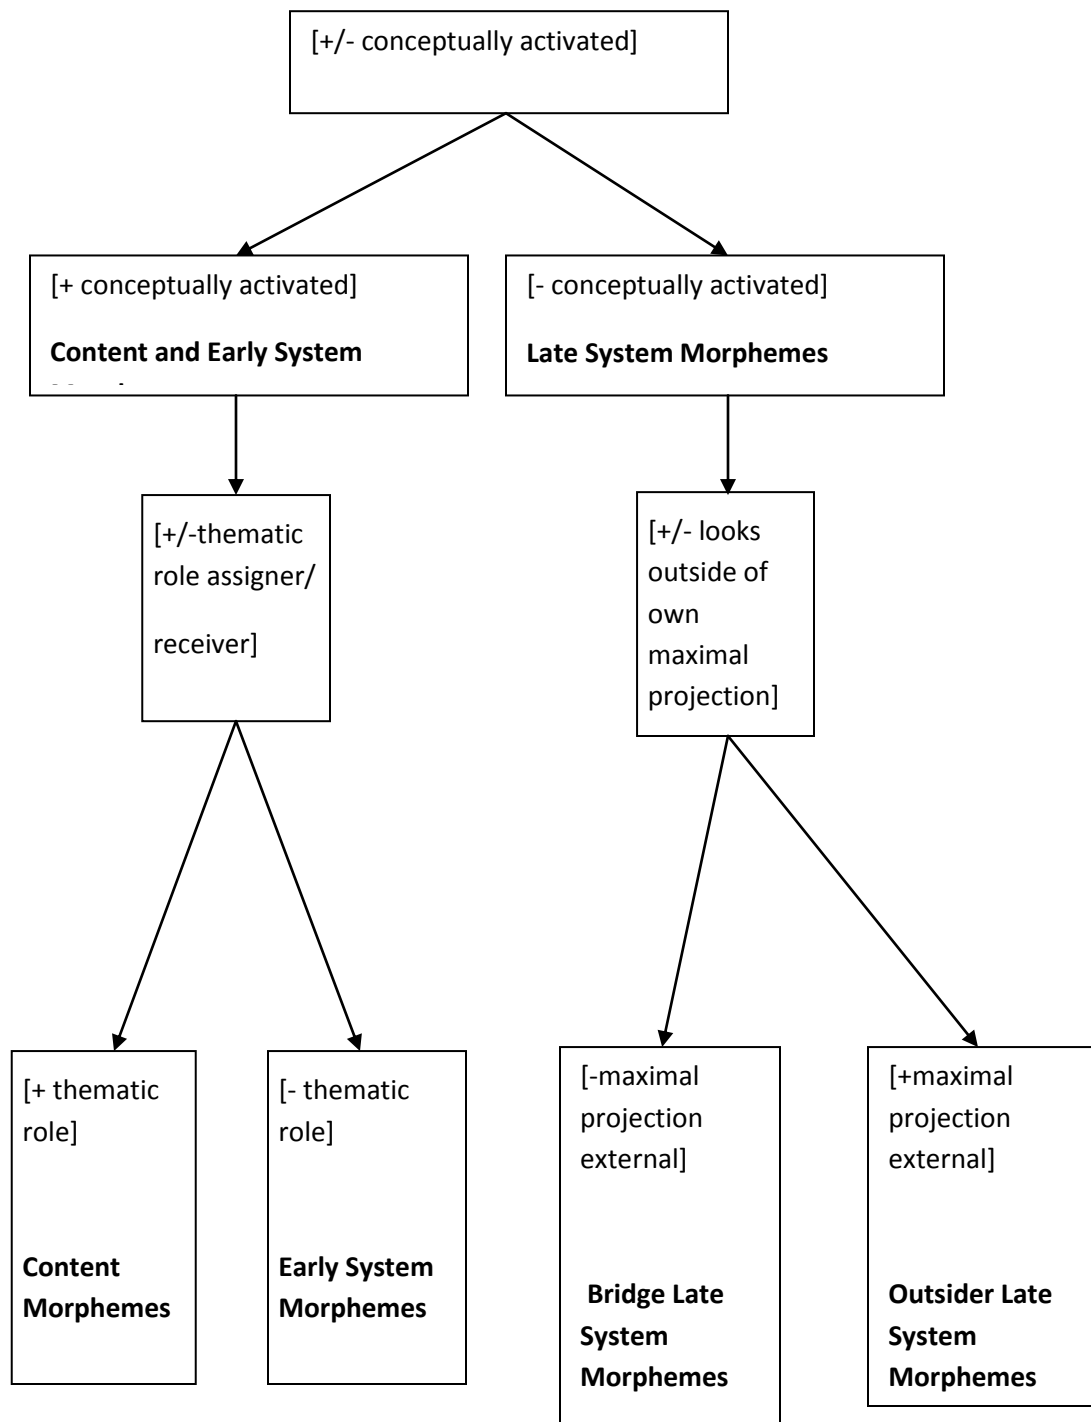 [+/- conceptually activated]
[+ conceptually activated]
Content and Early System
[- conceptually activated]
Late System Morphemes
[+/-thematic
role assigner/
receiver]
[+/- looks
outside of
own
maximal
projection]
[+ thematic
role]
Content
Morphemes
[- thematic
role]
Early System
Morphemes
[-maximal
projection
external]
Bridge Late
System
Morphemes
[+maximal
projection
external]
Outsider Late
System
Morphemes